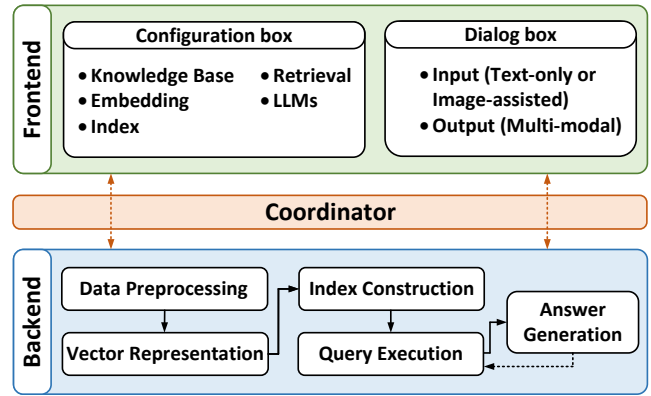 Frontend
Configuration box
• Knowledge Base
• Embedding
• Index
• Retrieval
• LLMs
Dialog box
• Input (Text-only or
Image-assisted)
• Output (Multi-modal)
Coordinator
Backend
Data Preprocessing
Vector Representation
Index Construction
Query Execution
Answer
Generation